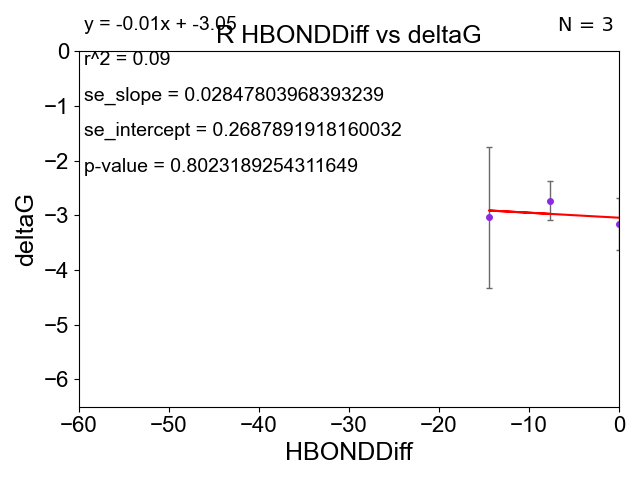 y = -0.01x + -3.05
N = 3
R HBONDDiff vs deltaG
r^2 = 0.09
se_slope = 0.02847803968393239
se_intercept = 0.2687891918160032
p-value = 0.8023189254311649
deltaG
0
−1
−2
−3
−4
−5
−6
−60
−50
−40
−30
−20
−10
0
HBONDDiff